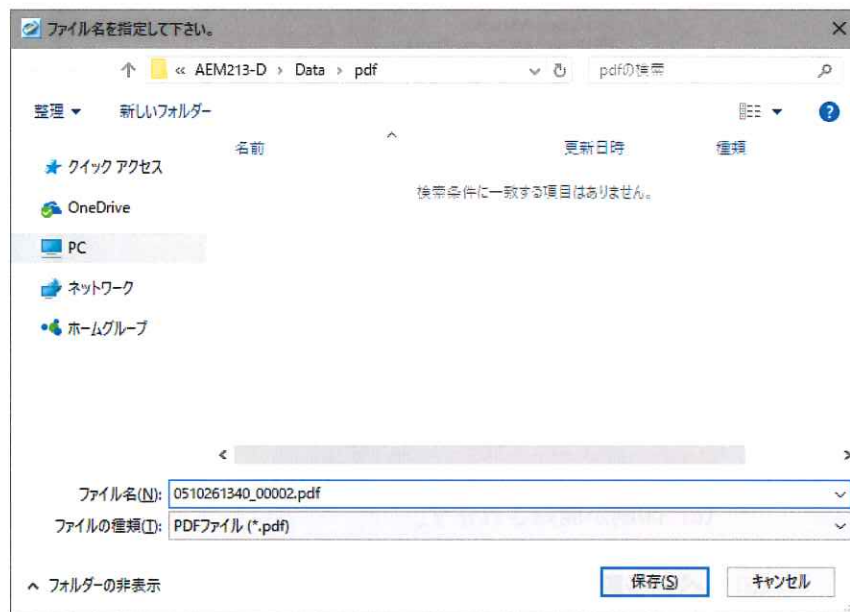 ファイル名を指定して下さい。
« AEM213-D > Data > pdf
pdfの検索
整理 新しいフォルダー
名前 更新日時 種類
検索条件に一致する項目はありません。
クイック アクセス
OneDrive
PC
ネットワーク
ホームグループ
ファイル名(N): 0510261340_00002.pdf
ファイルの種類(T): PDFファイル (*.pdf)
フォルダーの非表示
保存(S) キャンセル